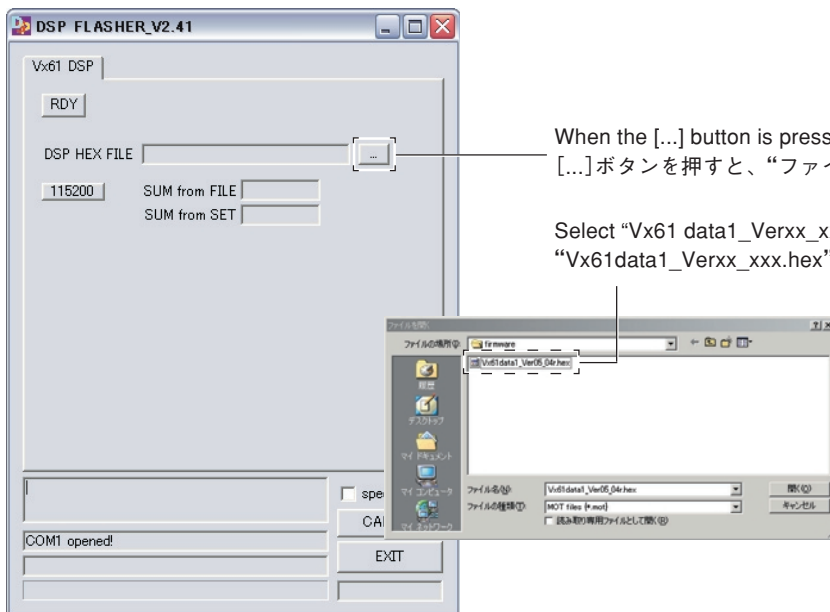 DSP FLASHER_V2.41
Vx61 DSP
RDY
DSP HEX FILE
...
115200
SUM from FILE
SUM from SET
When the [...] button is press
[...]ボタンを押すと、“ファイ
Select “Vx61 data1_Verxx_x
“Vx61data1_Verxx_xxx.hex”
ファイルを開く
ファイルの場所(I):
firmware
Vx61data1_Ver05_04r.hex
履歴
デスクトップ
マイ ドキュメント
マイ コンピュータ
マイ ネットワーク
ファイル名(N):
Vx61data1_Ver05_04r.hex
開く(O)
ファイルの種類(T):
MOT files (*.mot)
キャンセル
読み取り専用ファイルとして開く(R)
spe
CA
COM1 opened!
EXIT